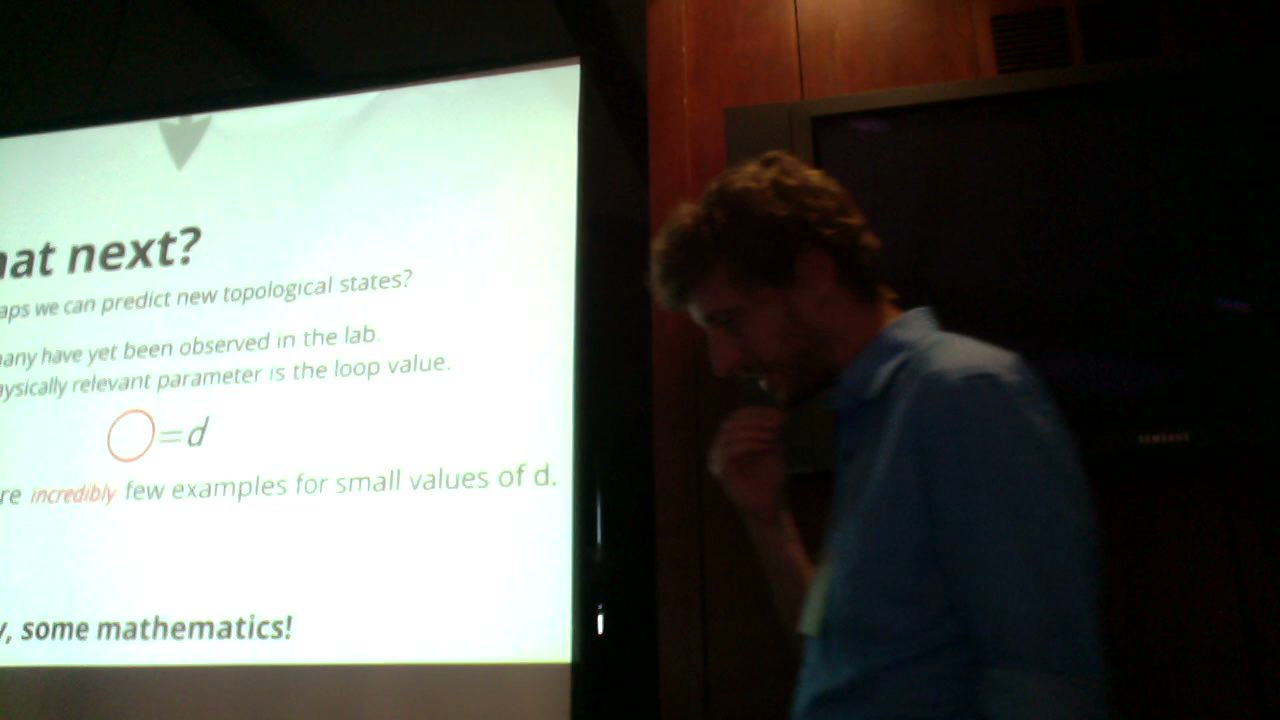 hat next?
aps we can predict new topological states?
any have yet been observed in the lab.
ysically relevant parameter is the loop value.
=d
re incredibly few examples for small values of d.
y, some mathematics!
SAMSUNG